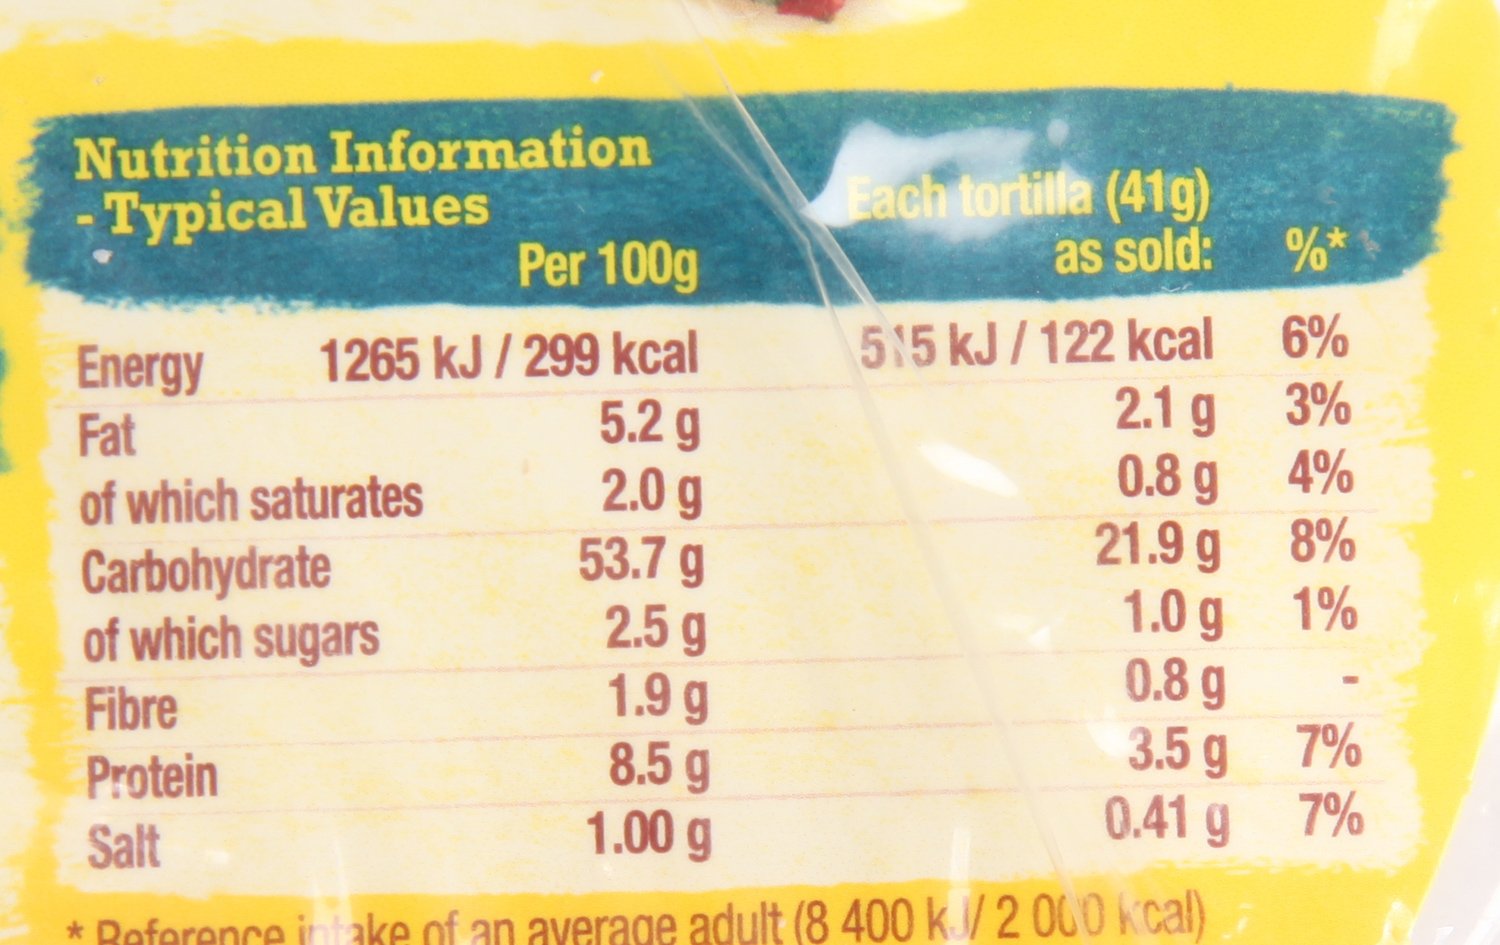 Nutrition Information
- Typical Values
Per 100g Each tortilla (41g) as sold: %*
Energy 1265 kJ / 299 kcal 515 kJ / 122 kcal 6%
Fat 5.2 g 2.1 g 3%
of which saturates 2.0 g 0.8 g 4%
Carbohydrate 53.7 g 21.9 g 8%
of which sugars 2.5 g 1.0 g 1%
Fibre 1.9 g 0.8 g -
Protein 8.5 g 3.5 g 7%
Salt 1.00 g 0.41 g 7%
* Reference intake of an average adult (8 400 kJ/ 2 000 kcal)